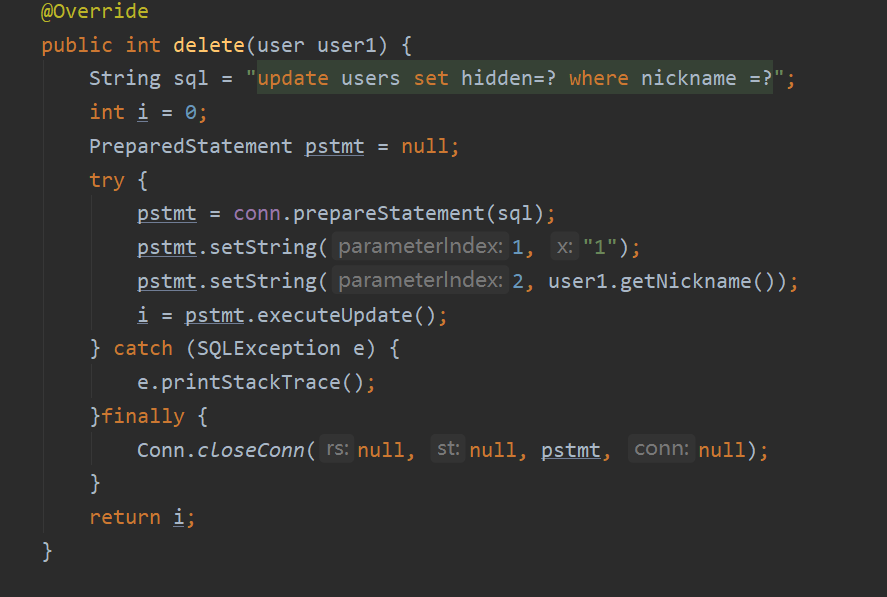 @Override
public int delete(user user1) {
String sql = "update users set hidden=? where nickname =?";
int i = 0;
PreparedStatement pstmt = null;
try {
pstmt = conn.prepareStatement(sql);
pstmt.setString( parameterIndex: 1, x: "1");
pstmt.setString( parameterIndex: 2, user1.getNickname());
i = pstmt.executeUpdate();
} catch (SQLException e) {
e.printStackTrace();
}finally {
Conn.closeConn( rs: null, st: null, pstmt, conn: null);
}
return i;
}